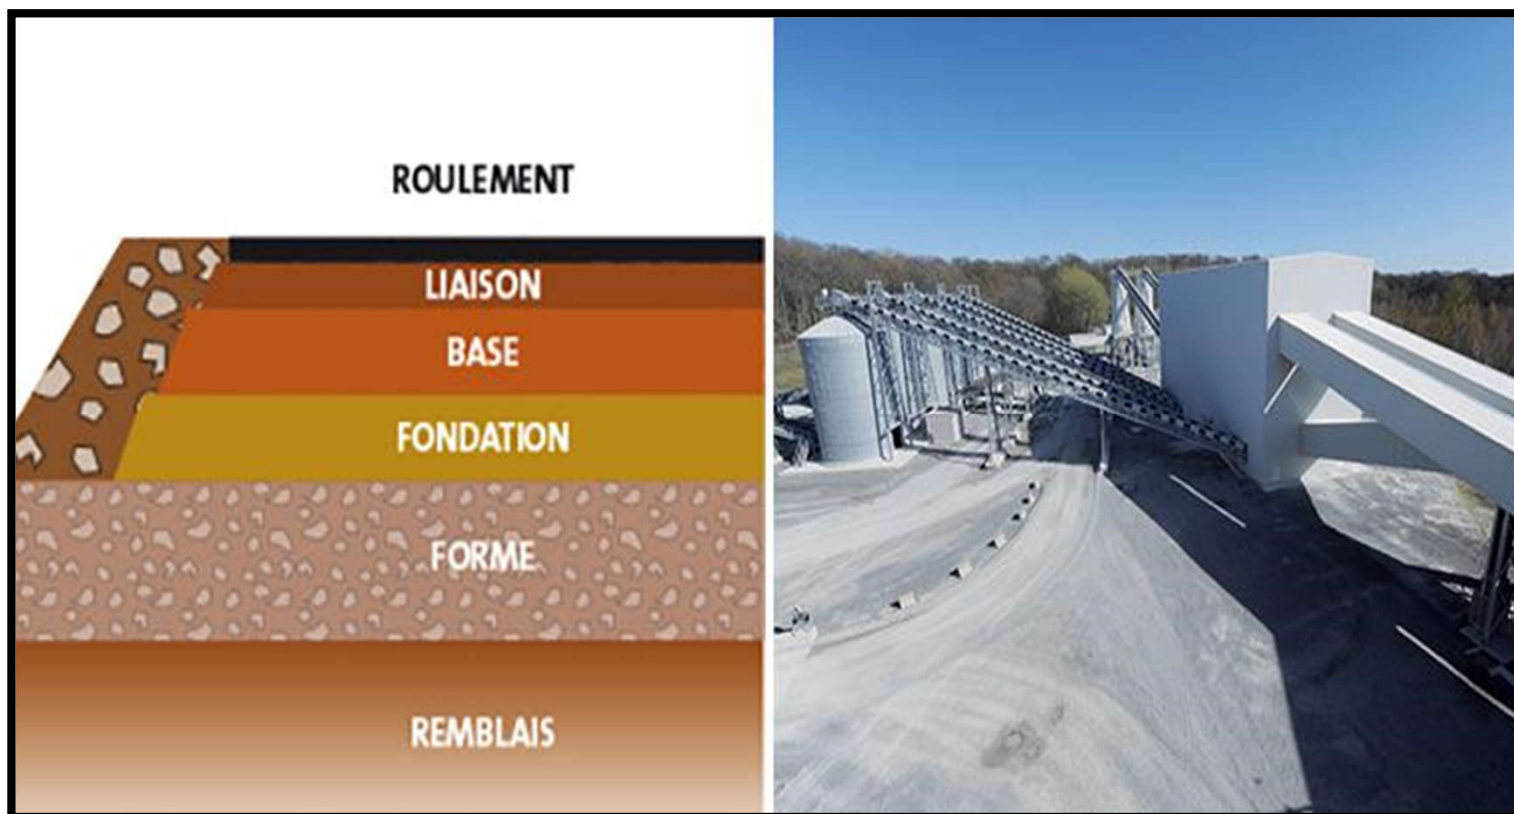 ROULEMENT
LIAISON
BASE
FONDATION
FORME
REMBLAIS